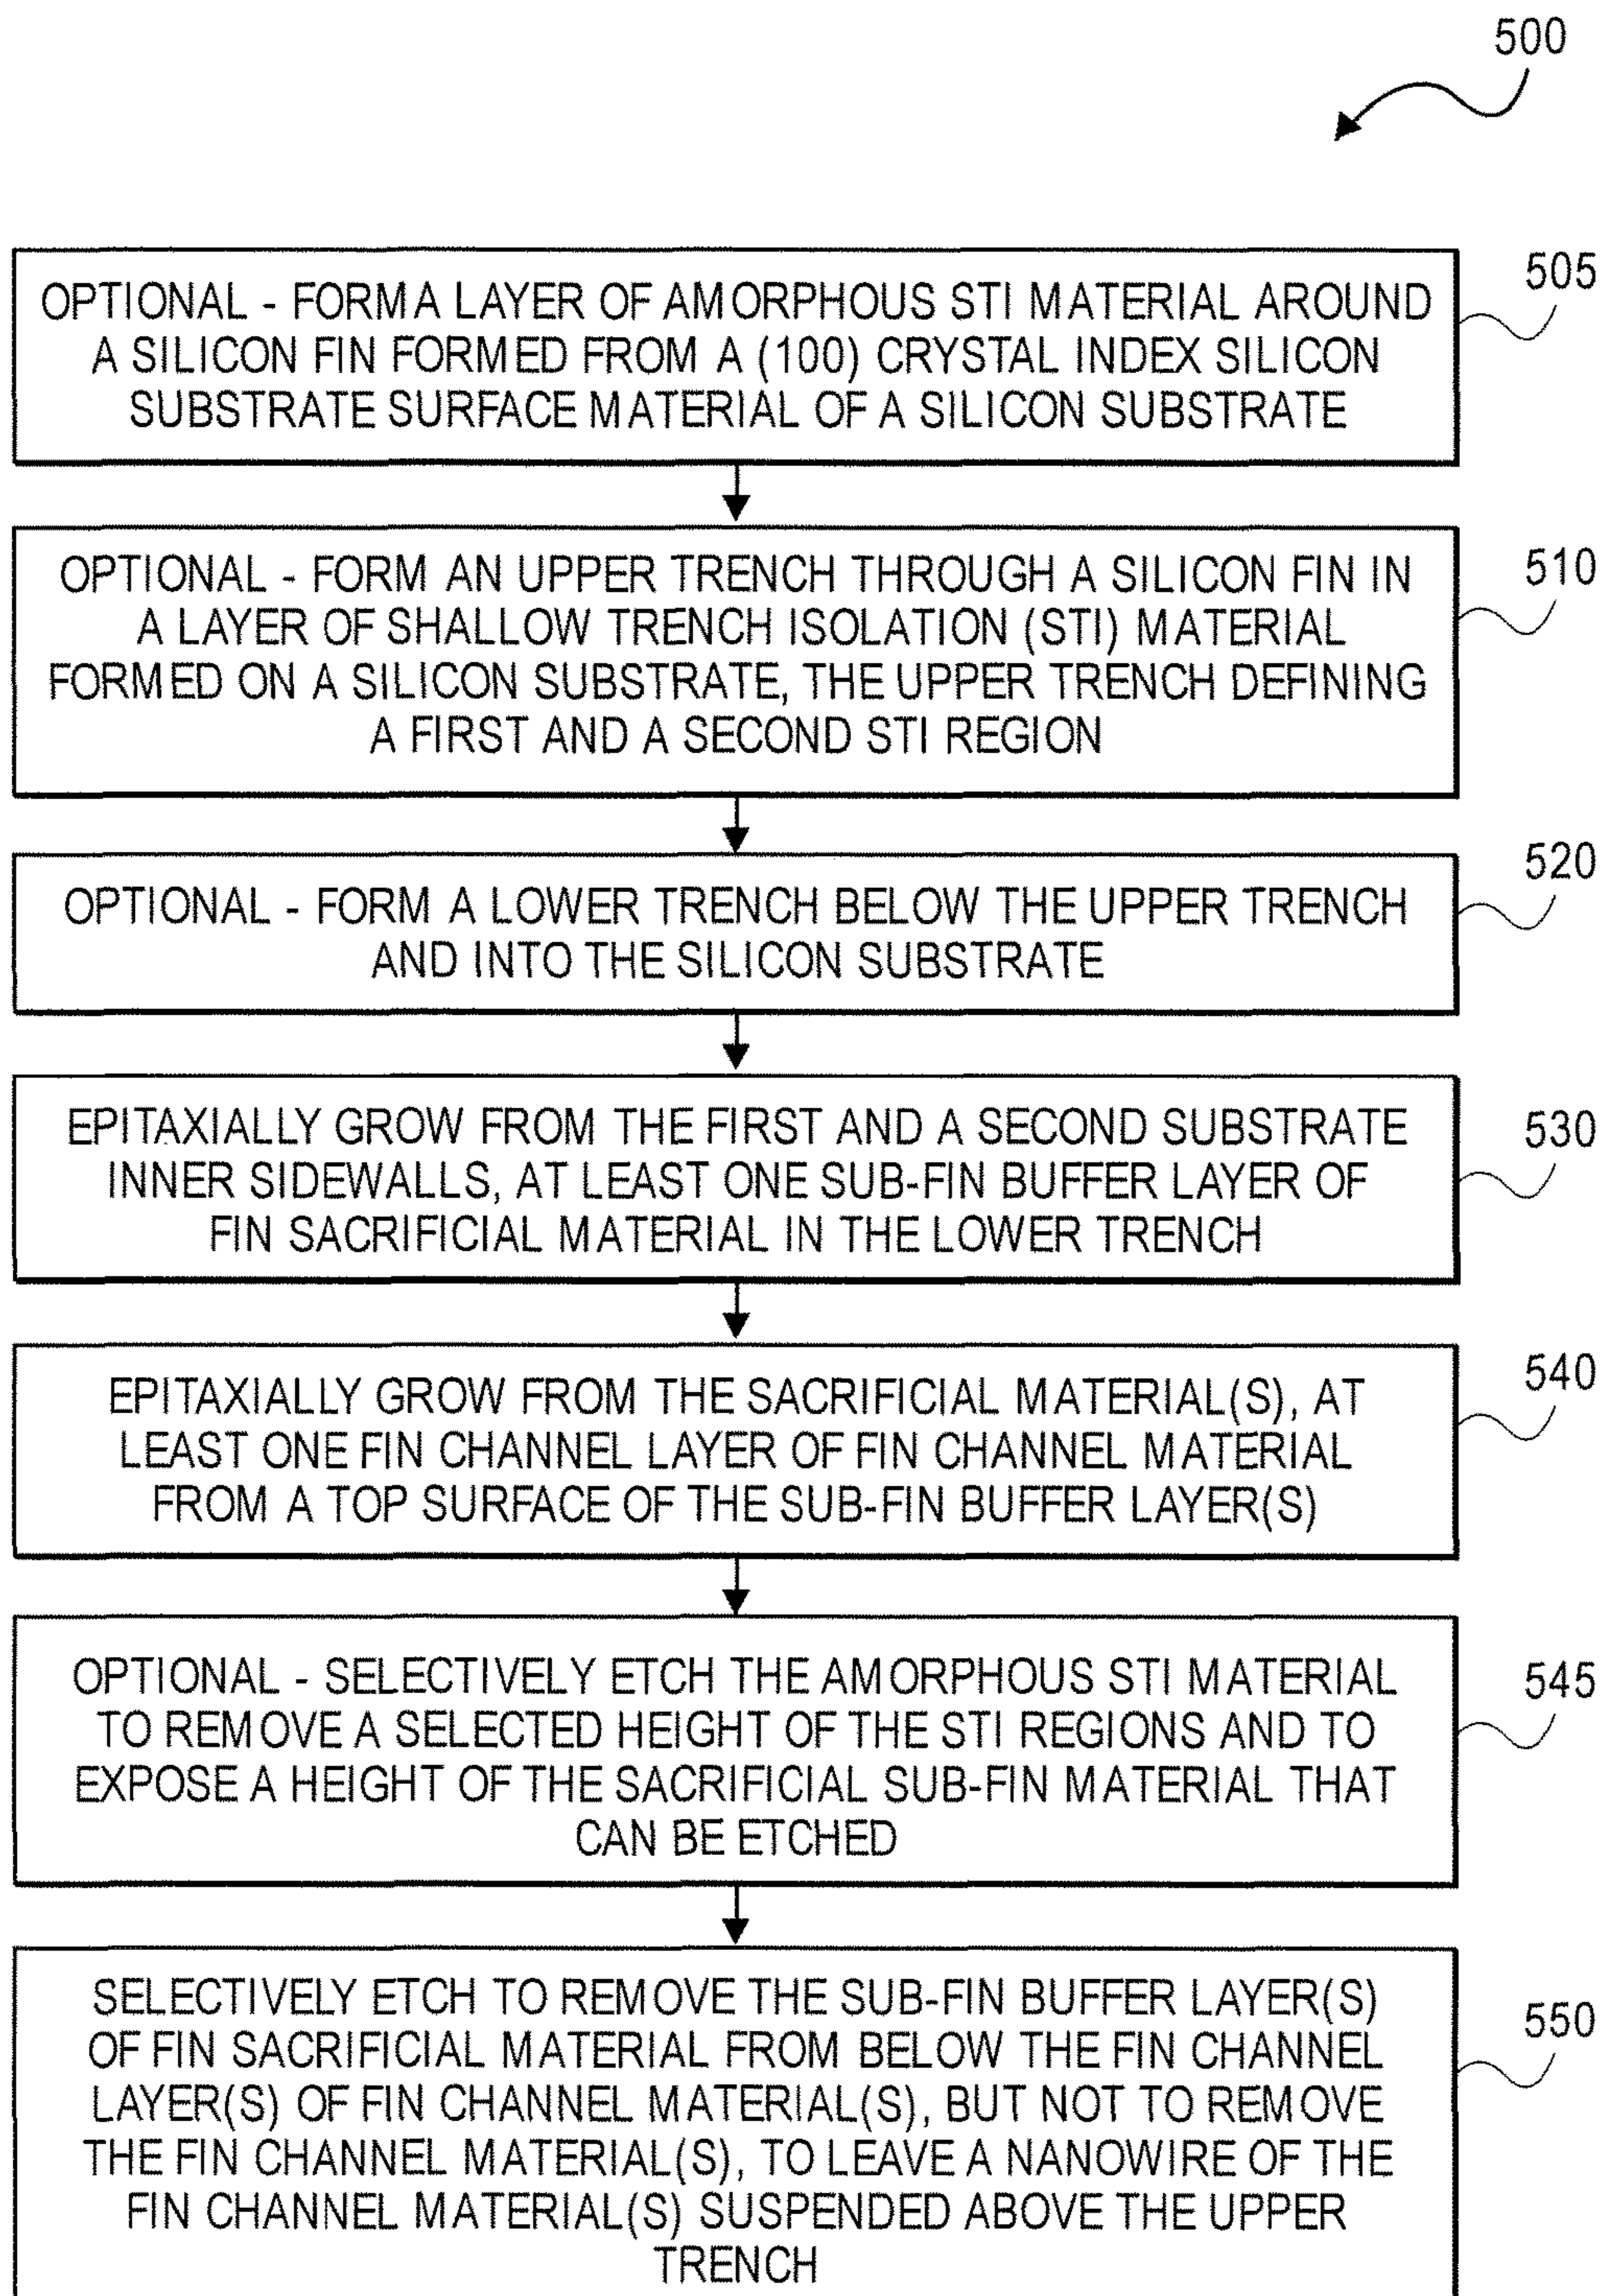 500
OPTIONAL - FORM A LAYER OF AMORPHOUS STI MATERIAL AROUND
A SILICON FIN FORMED FROM A (100) CRYSTAL INDEX SILICON
SUBSTRATE SURFACE MATERIAL OF A SILICON SUBSTRATE
505
OPTIONAL - FORM AN UPPER TRENCH THROUGH A SILICON FIN IN
A LAYER OF SHALLOW TRENCH ISOLATION (STI) MATERIAL
FORMED ON A SILICON SUBSTRATE, THE UPPER TRENCH DEFINING
A FIRST AND A SECOND STI REGION
510
OPTIONAL - FORM A LOWER TRENCH BELOW THE UPPER TRENCH
AND INTO THE SILICON SUBSTRATE
520
EPITAXIALLY GROW FROM THE FIRST AND A SECOND SUBSTRATE
INNER SIDEWALLS, AT LEAST ONE SUB-FIN BUFFER LAYER OF
FIN SACRIFICIAL MATERIAL IN THE LOWER TRENCH
530
EPITAXIALLY GROW FROM THE SACRIFICIAL MATERIAL(S), AT
LEAST ONE FIN CHANNEL LAYER OF FIN CHANNEL MATERIAL
FROM A TOP SURFACE OF THE SUB-FIN BUFFER LAYER(S)
540
OPTIONAL - SELECTIVELY ETCH THE AMORPHOUS STI MATERIAL
TO REMOVE A SELECTED HEIGHT OF THE STI REGIONS AND TO
EXPOSE A HEIGHT OF THE SACRIFICIAL SUB-FIN MATERIAL THAT
CAN BE ETCHED
545
SELECTIVELY ETCH TO REMOVE THE SUB-FIN BUFFER LAYER(S)
OF FIN SACRIFICIAL MATERIAL FROM BELOW THE FIN CHANNEL
LAYER(S) OF FIN CHANNEL MATERIAL(S), BUT NOT TO REMOVE
THE FIN CHANNEL MATERIAL(S), TO LEAVE A NANOWIRE OF THE
FIN CHANNEL MATERIAL(S) SUSPENDED ABOVE THE UPPER
TRENCH
550